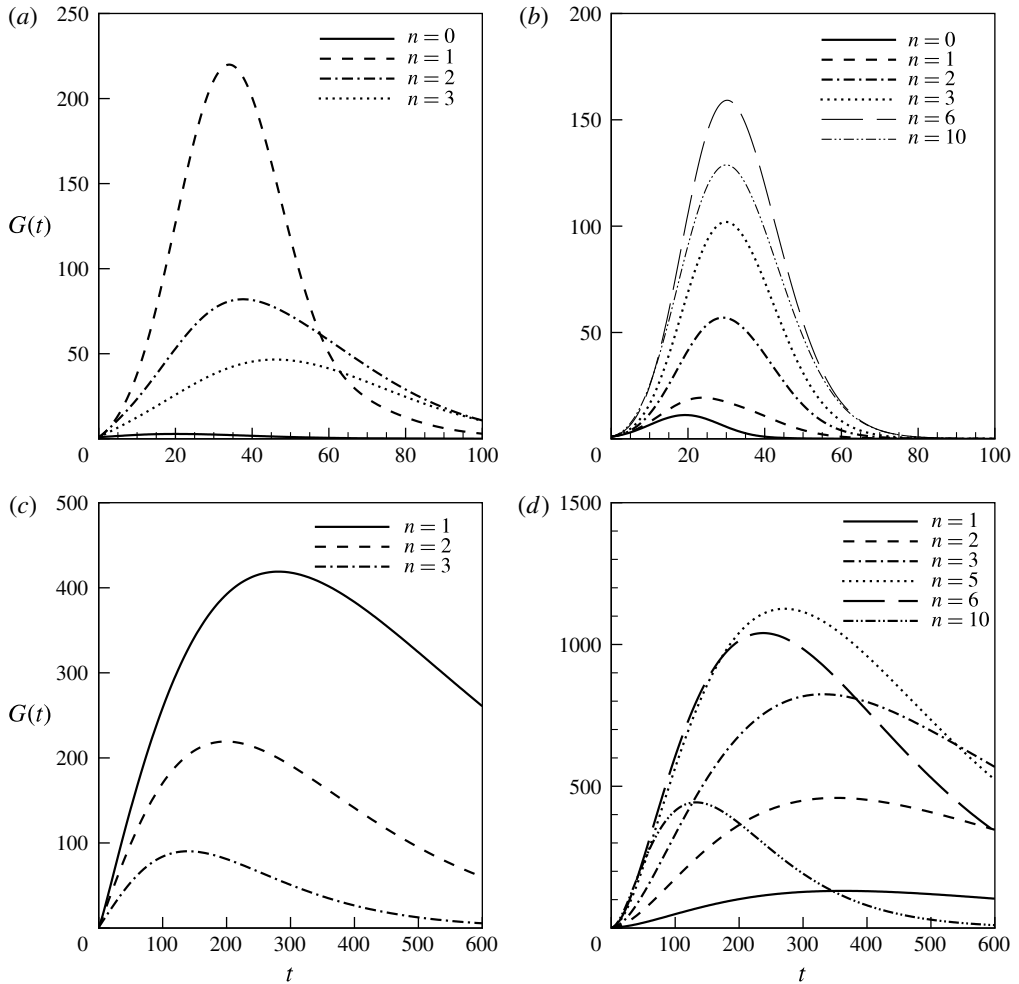 (a)
250
200
150
100
50
G(t)
n = 0
n = 1
n = 2
n = 3
0 20 40 60 80 100
(b)
200
150
100
50
n = 0
n = 1
n = 2
n = 3
n = 6
n = 10
0 20 40 60 80 100
(c)
500
400
300
200
100
G(t)
n = 1
n = 2
n = 3
0 100 200 300 400 500 600
t
(d)
1500
1000
500
n = 1
n = 2
n = 3
n = 5
n = 6
n = 10
0 100 200 300 400 500 600
t